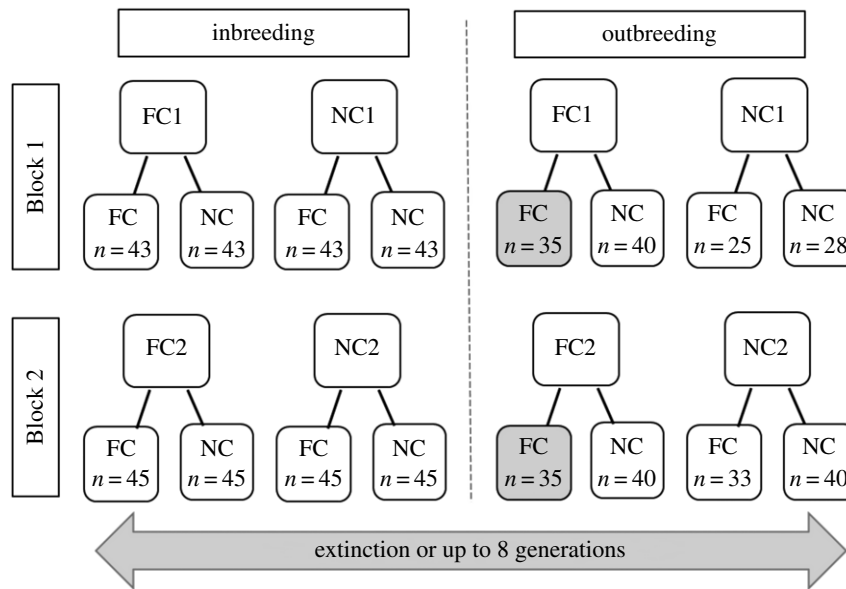 inbreeding
outbreeding
Block 1
FC1
NC1
FC1
NC1
FC
NC
FC
NC
FC
NC
FC
NC
n = 43
n = 43
n = 43
n = 43
n = 35
n = 40
n = 25
n = 28
Block 2
FC2
NC2
FC2
NC2
FC
NC
FC
NC
FC
NC
FC
NC
n = 45
n = 45
n = 45
n = 45
n = 35
n = 40
n = 33
n = 40
extinction or up to 8 generations